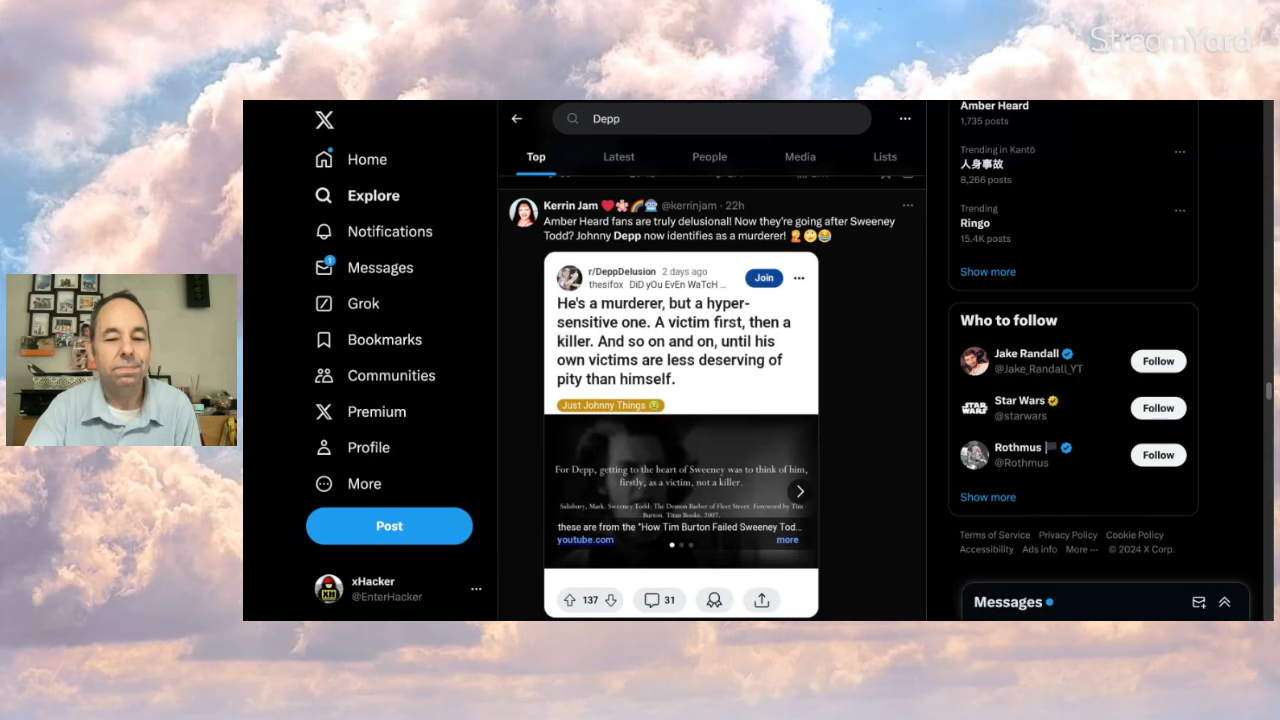 StreamYard
Depp
Top
Latest
People
Media
Lists
Home
Explore
Notifications
1
Messages
Grok
Bookmarks
Communities
Premium
Profile
More
Post
xHacker
@EnterHacker
Kerrin Jam ❤️🌸🌈 @kerrinjam · 22h
Amber Heard fans are truly delusional! Now they're going after Sweeney
Todd? Johnny Depp now identifies as a murderer!
r/DeppDelusion 2 days ago
thesifox DiD yOu EvEn WaTcH ...
Join
He's a murderer, but a hyper-
sensitive one. A victim first, then a
killer. And so on and on, until his
own victims are less deserving of
pity than himself.
Just Johnny Things
For Depp, getting to the heart of Sweeney was to think of him,
firstly, as a victim, not a killer.
Salisbury, Mark. Sweeney Todd: The Demon Barber of Fleet Street. Foreword by Tim
Burton. Titan Books. 2007.
these are from the "How Tim Burton Failed Sweeney Tod...
youtube.com
more
137
31
Amber Heard
1,735 posts
Trending in Kantō
人身事故
8,266 posts
Trending
Ringo
15.4K posts
Show more
Who to follow
Jake Randall
@Jake_Randall_YT
Follow
STAR WARS
Star Wars
@starwars
Follow
Rothmus
@Rothmus
Follow
Show more
Terms of Service Privacy Policy Cookie Policy
Accessibility Ads info More ··· © 2024 X Corp.
Messages